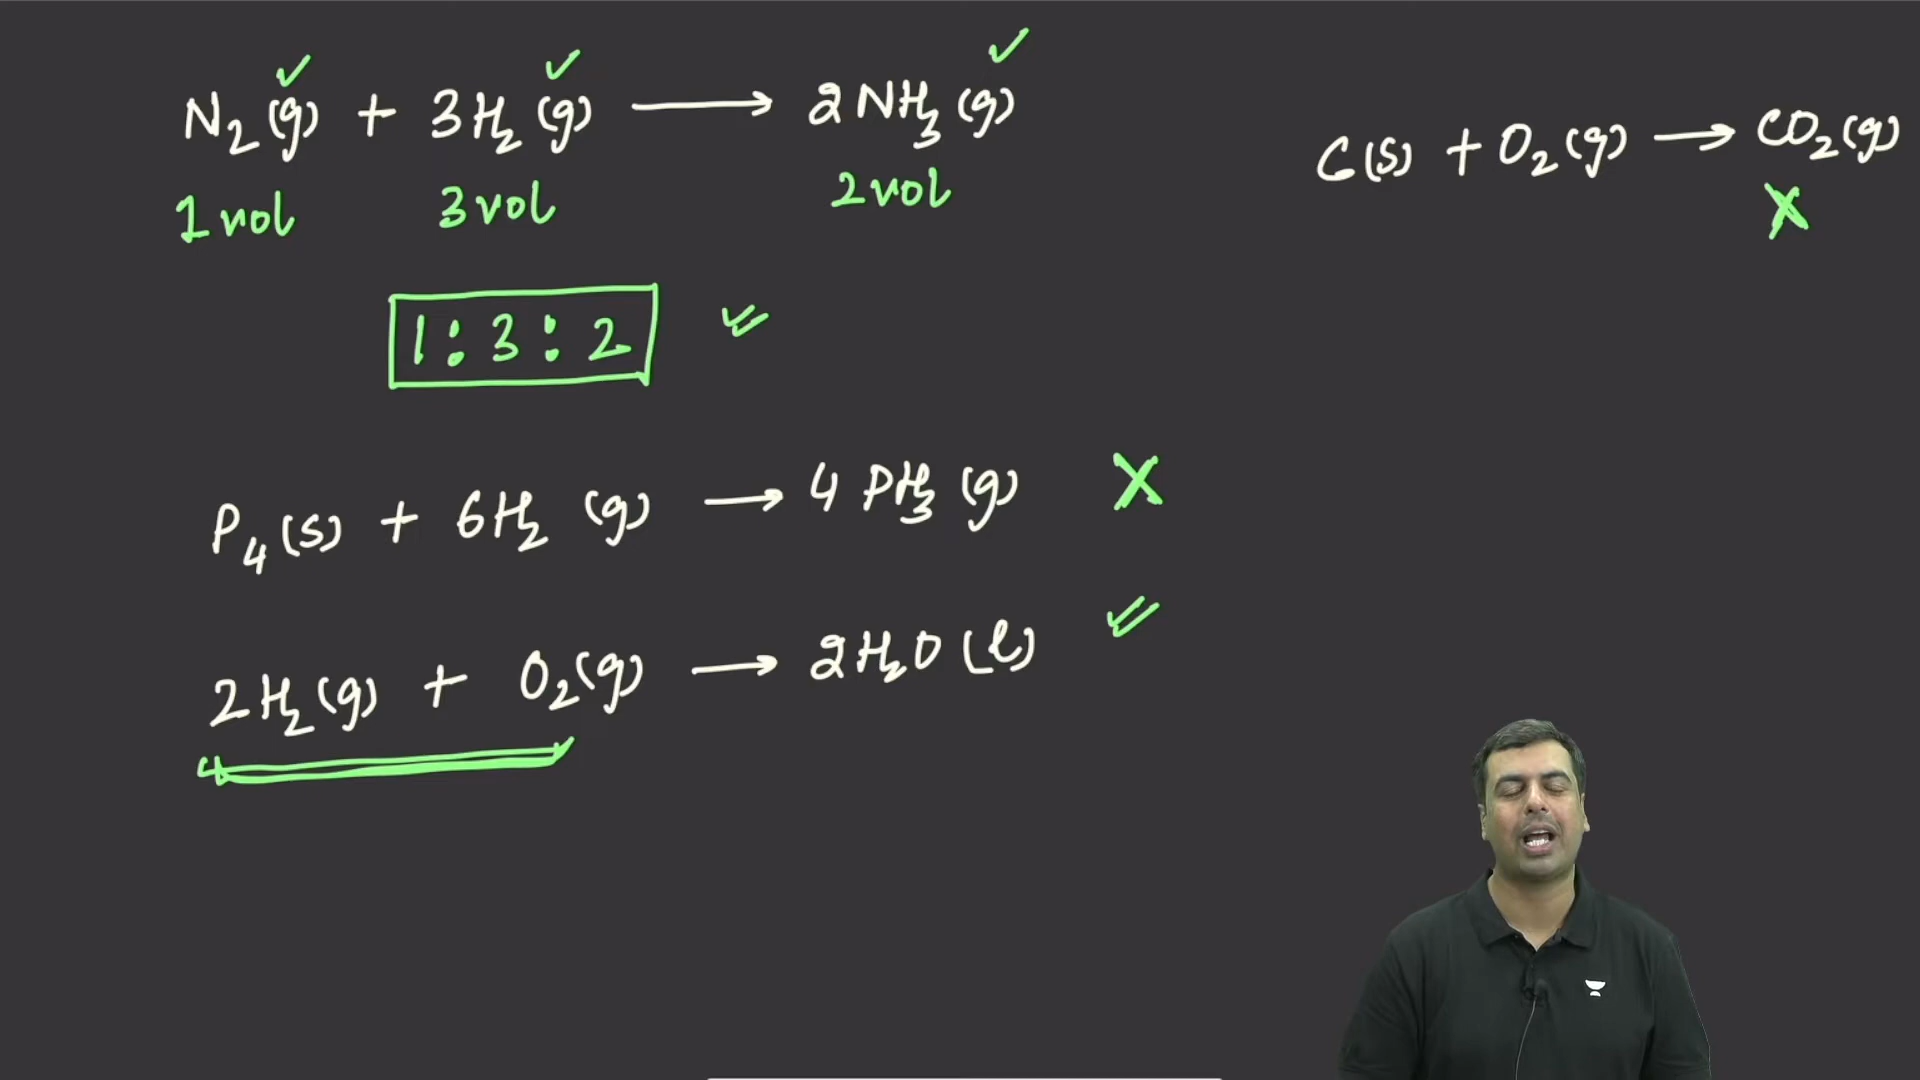 N₂(g) + 3H₂(g) ⟶ 2NH₃(g)
1 vol 3 vol 2 vol
1 : 3 : 2
P₄(s) + 6H₂(g) ⟶ 4PH₃(g) X
2H₂(g) + O₂(g) ⟶ 2H₂O(l)
C(s) + O₂(g) ⟶ CO₂(g)
X